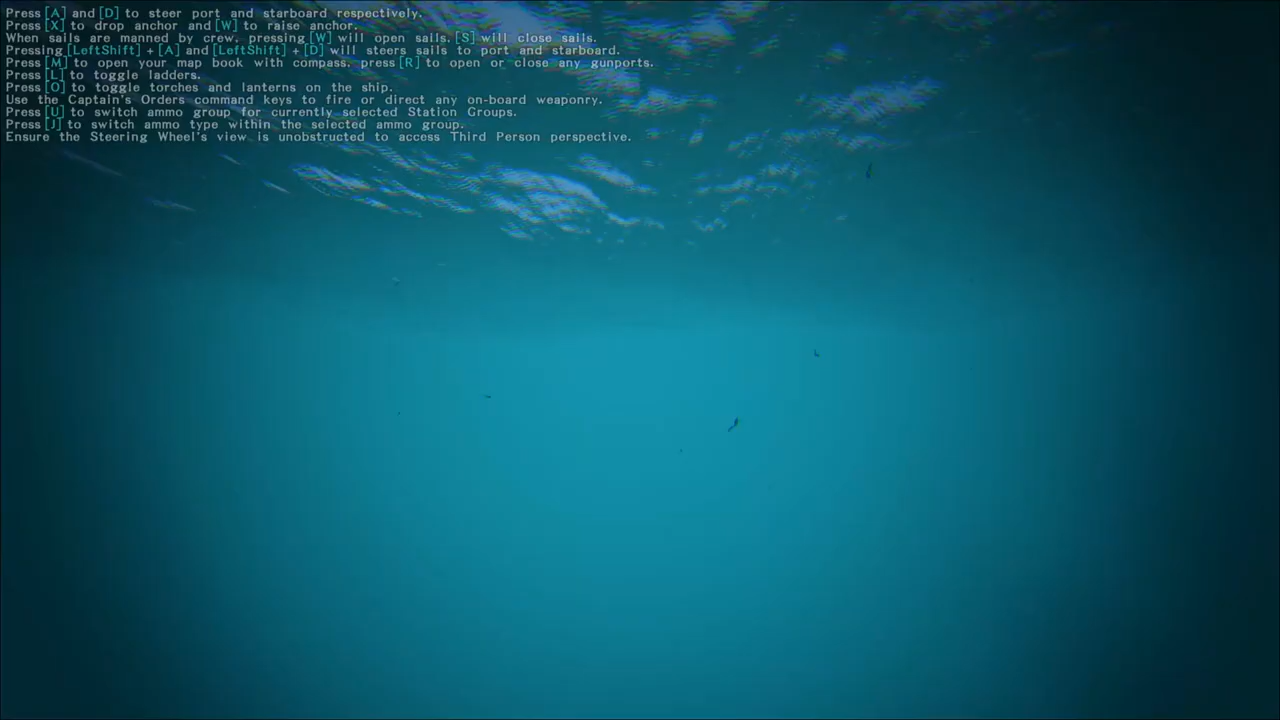 Press [A] and [D] to steer port and starboard respectively.
Press [X] to drop anchor and [W] to raise anchor.
When sails are manned by crew, pressing [W] will open sails. [S] will close sails.
Pressing [LeftShift] + [A] and [LeftShift] + [D] will steers sails to port and starboard.
Press [M] to open your map book with compass. press [R] to open or close any gunports.
Press [L] to toggle ladders.
Press [O] to toggle torches and lanterns on the ship.
Use the Captain's Orders command keys to fire or direct any on-board weaponry.
Press [U] to switch ammo group for currently selected Station Groups.
Press [J] to switch ammo type within the selected ammo group.
Ensure the Steering Wheel's view is unobstructed to access Third Person perspective.